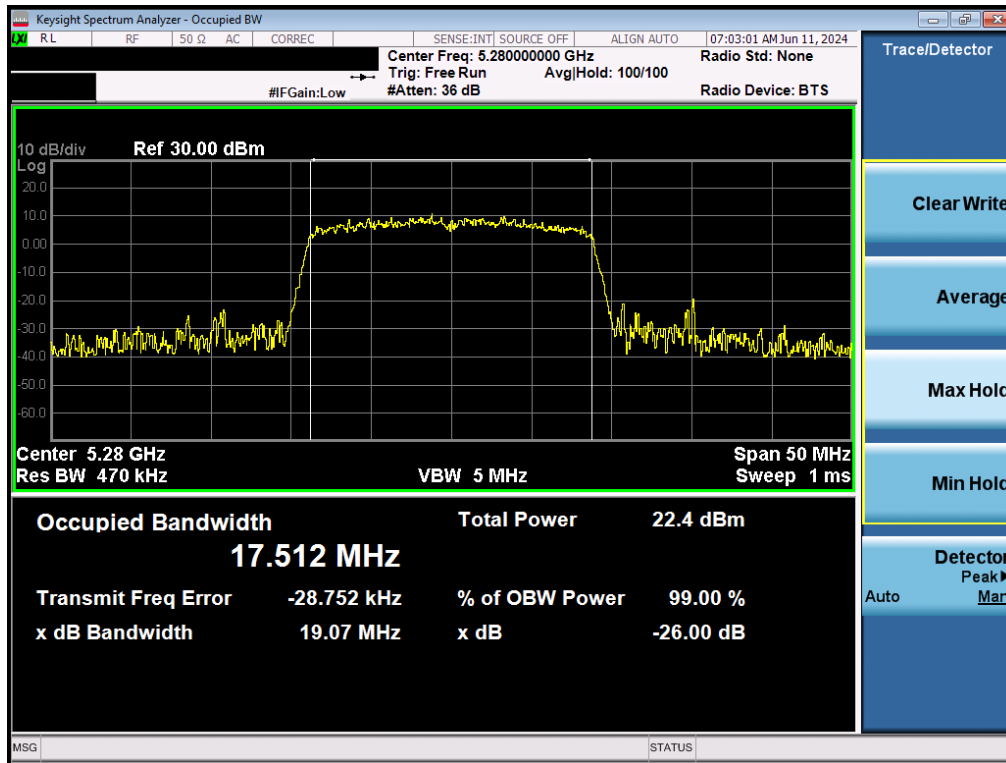 Keysight Spectrum Analyzer - Occupied BW
LXI RL RF 50 Ω AC CORREC SENSE:INT SOURCE OFF ALIGN AUTO 07:03:01 AM Jun 11, 2024
Center Freq: 5.280000000 GHz Radio Std: None
Trig: Free Run Avg|Hold: 100/100
#IFGain:Low #Atten: 36 dB Radio Device: BTS
10 dB/div Ref 30.00 dBm
Log
20.0
10.0
0.00
-10.0
-20.0
-30.0
-40.0
-50.0
-60.0
Center 5.28 GHz Span 50 MHz
Res BW 470 kHz VBW 5 MHz Sweep 1 ms
Occupied Bandwidth Total Power 22.4 dBm
17.512 MHz
Transmit Freq Error -28.752 kHz % of OBW Power 99.00 %
x dB Bandwidth 19.07 MHz x dB -26.00 dB
MSG STATUS
Trace/Detector
Clear Write
Average
Max Hold
Min Hold
Detector
Peak
Auto Man